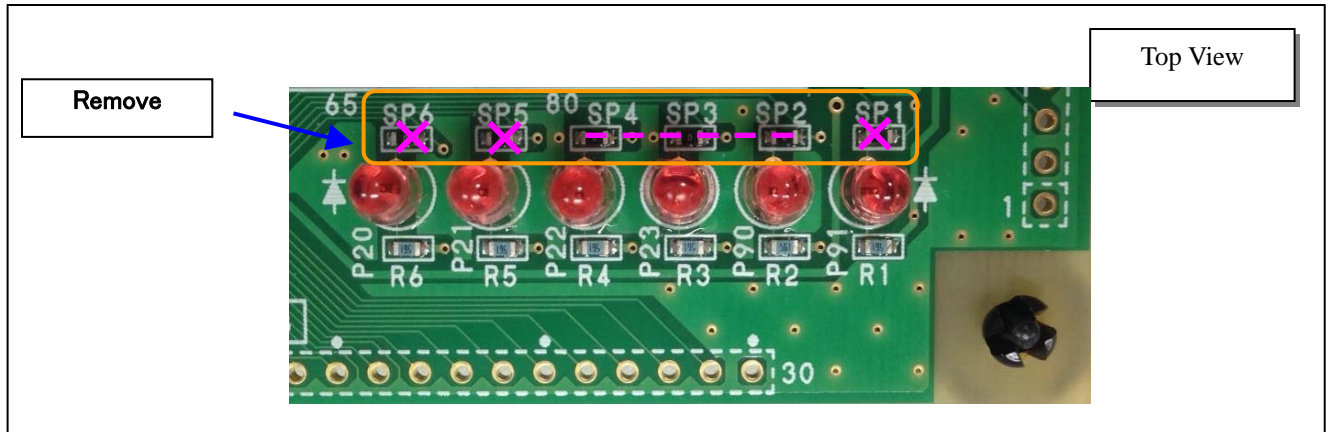 Top View
Remove
65 80
SP6 SP5 SP4 SP3 SP2 SP1
P20 P21 P22 P23 P90 P91
R6 R5 R4 R3 R2 R1
1
30